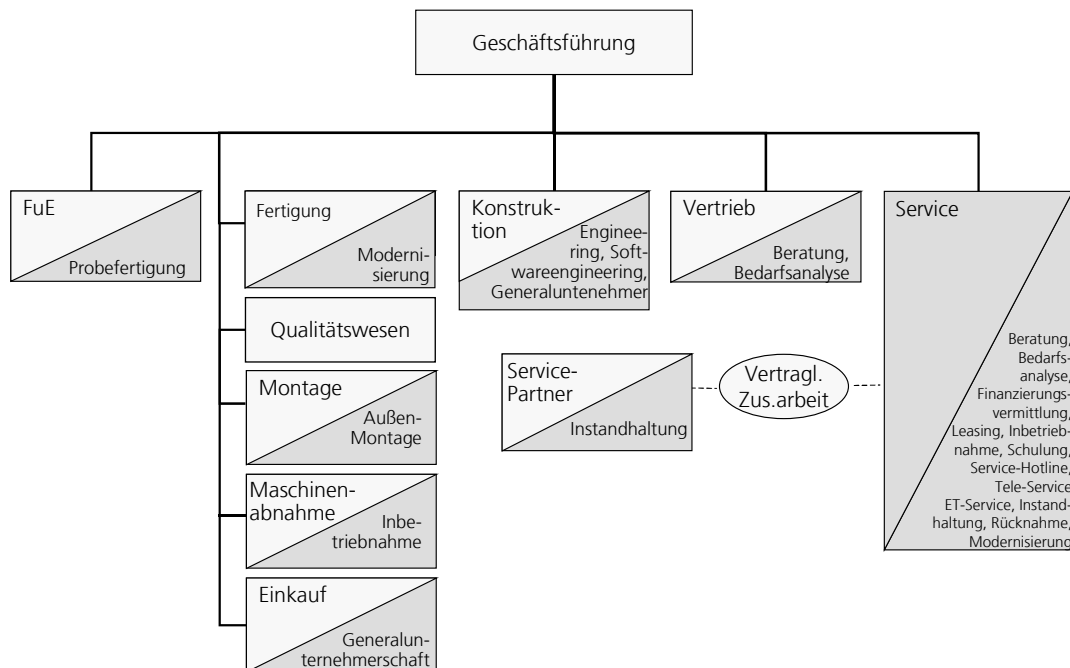 Geschäftsführung
FuE
Probefertigung
Fertigung
Moderni-
sierung
Qualitätswesen
Montage
Außen-
Montage
Maschinen-
abnahme
Inbe-
triebnahme
Einkauf
Generalun-
ternehmerschaft
Konstruk-
tion
Enginee-
ring, Soft-
wareengineering,
Generaluntenehmer
Vertrieb
Beratung,
Bedarfsanalyse
Service-
Partner
Instandhaltung
Vertragl.
Zus.arbeit
Service
Beratung,
Bedarfs-
analyse,
Finanzierungs-
vermittlung,
Leasing, Inbetrieb-
nahme, Schulung,
Service-Hotline,
Tele-Service
ET-Service, Instand-
haltung, Rücknahme,
Modernisierung